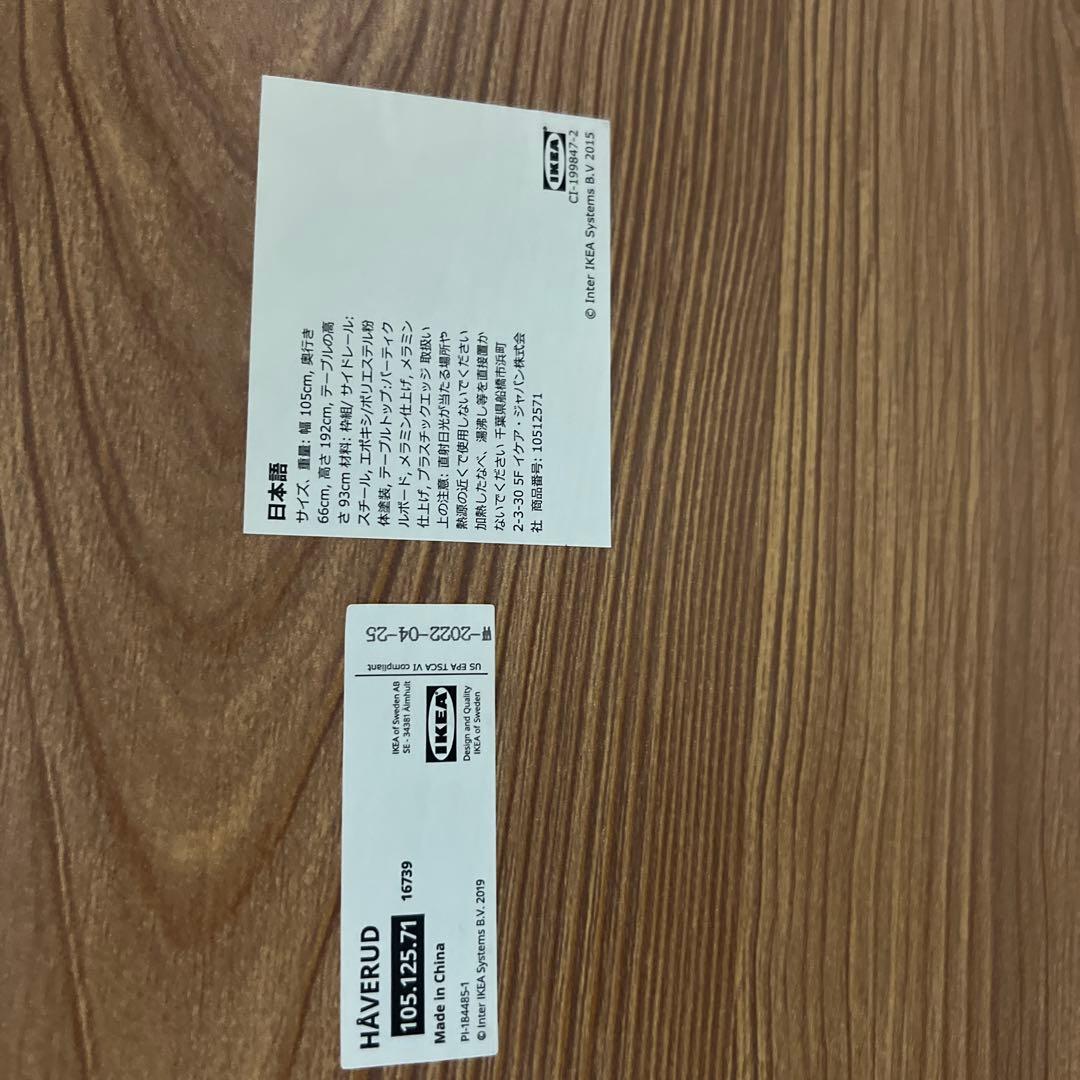 日本語
サイズ、重量: 幅 105cm, 奥行き
66cm, 高さ 192cm, テーブルの高
さ 93cm 材料: 枠組/ サイドレール:
スチール, エポキシ/ポリエステル粉
体塗装, テーブルトップ:パーティク
ルボード, メラミン仕上げ, メラミン
仕上げ, プラスチックエッジ 取扱い
上の注意: 直射日光が当たる場所や
熱源の近くで使用しないでください
加熱したなべ、湯沸し等を直接置か
ないでください 千葉県船橋市浜町
2-3-30 5F イケア・ジャパン株式会
社 商品番号: 10512571
IKEA
CI-199847-2
© Inter IKEA Systems B.V 2015
HÅVERUD
105.125.71 16739
Made in China
PI-184485-1
© Inter IKEA Systems B.V. 2019
IKEA of Sweden AB
SE - 34381 Älmhult
IKEA
Design and Quality
IKEA of Sweden
US EPA TSCA VI compliant
-2022-04-25